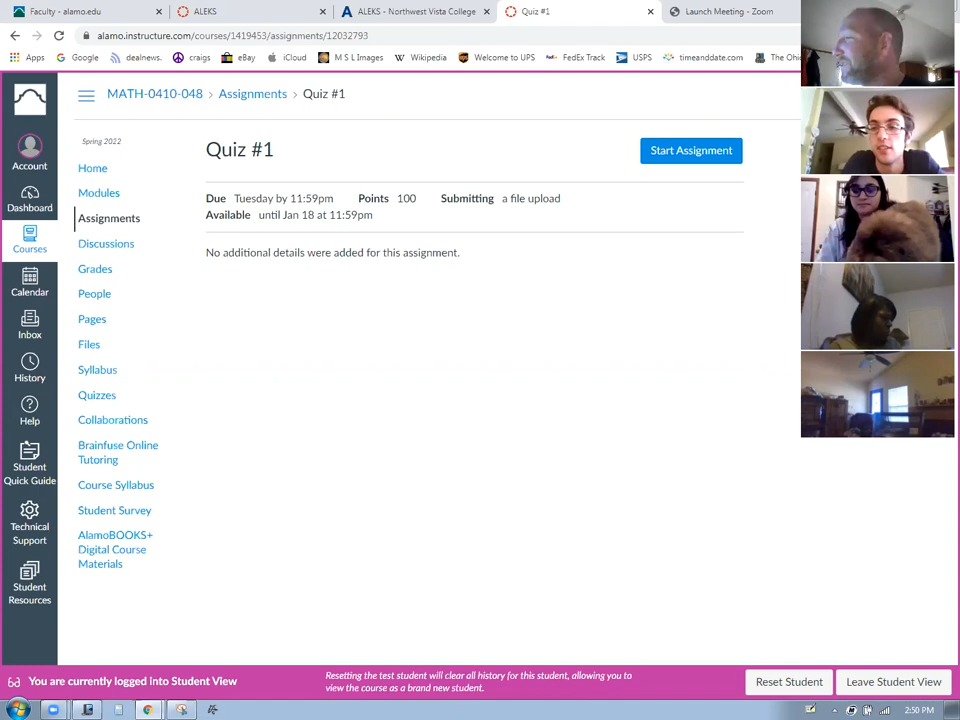 Faculty - alamo.edu
ALEKS
ALEKS - Northwest Vista College
Quiz #1
Launch Meeting - Zoom
alamo.instructure.com/courses/1419453/assignments/12032793
Apps
Google
dealnews.
craigs
eBay
iCloud
M S L Images
Wikipedia
Welcome to UPS
FedEx Track
USPS
timeanddate.com
The Ohi
MATH-0410-048 > Assignments > Quiz #1
Account
Dashboard
Courses
Calendar
Inbox
History
Help
Student
Quick Guide
Technical
Support
Student
Resources
Spring 2022
Home
Modules
Assignments
Discussions
Grades
People
Pages
Files
Syllabus
Quizzes
Collaborations
Brainfuse Online
Tutoring
Course Syllabus
Student Survey
AlamoBOOKS+
Digital Course
Materials
Quiz #1
Start Assignment
Due Tuesday by 11:59pm Points 100 Submitting a file upload
Available until Jan 18 at 11:59pm
No additional details were added for this assignment.
You are currently logged into Student View
Resetting the test student will clear all history for this student, allowing you to
view the course as a brand new student.
Reset Student
Leave Student View
2:50 PM